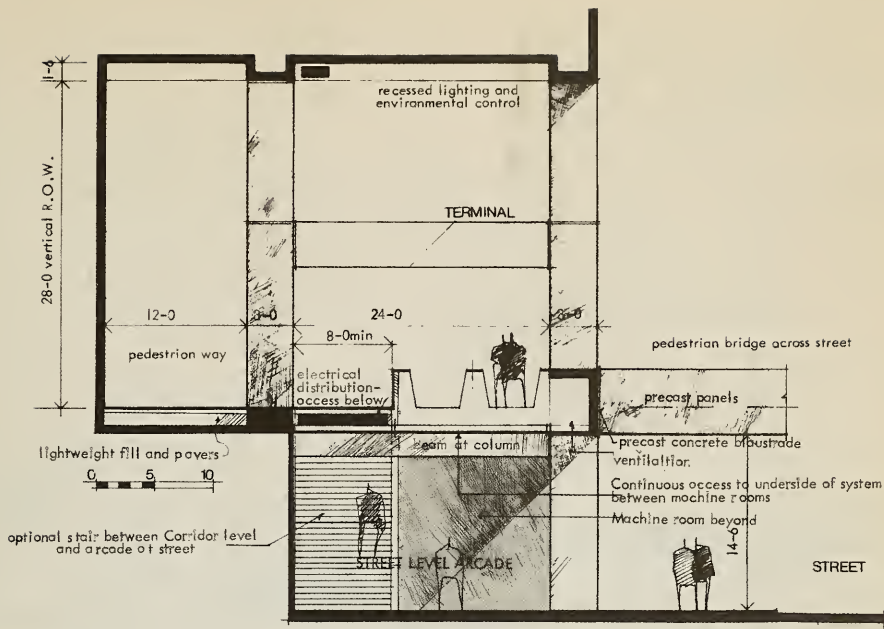 1-6
recessed lighting and
environmental control
28-0 vertical R.O.W.
TERMINAL
12-0
24-0
8-0min
pedestrian way
pedestrian bridge across street
electrical
distribution-
access below
precast panels
lightweight fill and pavers
beam at column
precast concrete blaustrade
ventilaltion
0 5 10
Continuous access to underside of system
between machine rooms
Machine room beyond
optional stair between Corridor level
and arcade at street
14-6
STREET LEVEL ARCADE
STREET